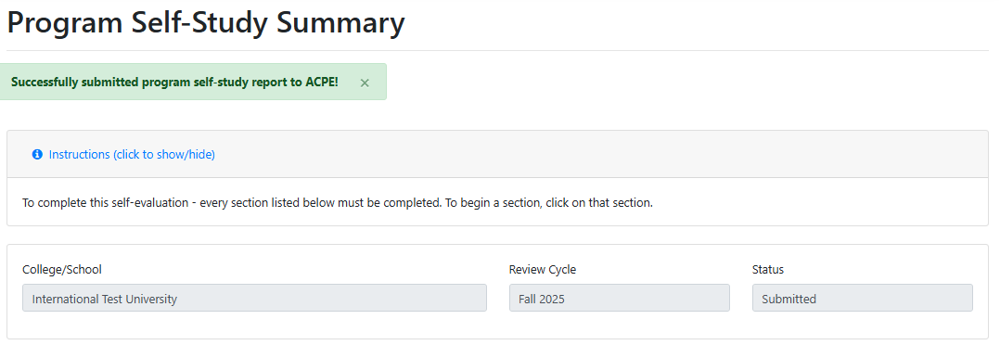 Program Self-Study Summary
Successfully submitted program self-study report to ACPE! ×
Instructions (click to show/hide)
To complete this self-evaluation - every section listed below must be completed. To begin a section, click on that section.
College/School Review Cycle Status
International Test University Fall 2025 Submitted